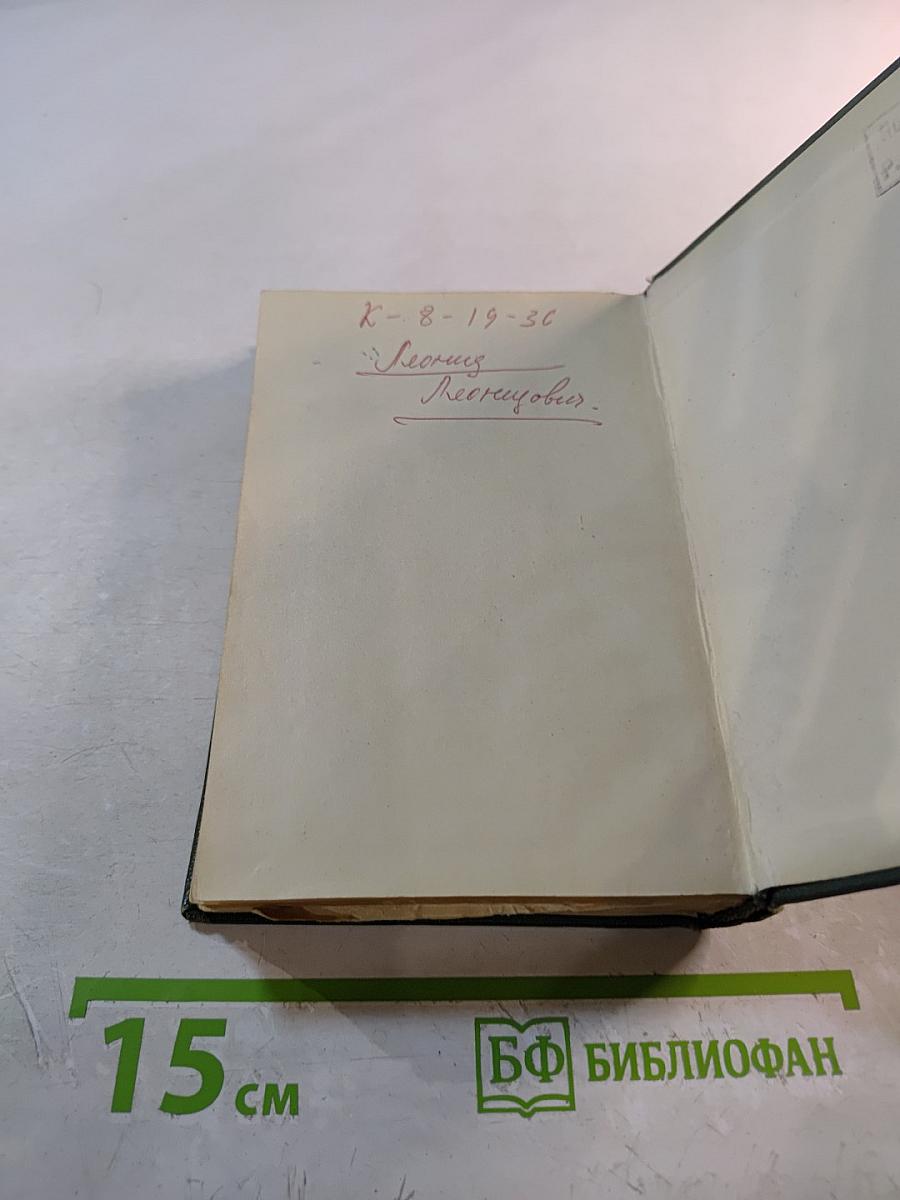 К-8-19-36
Леонид
Леонидович.
15 см
БФ БИБЛИОФАН